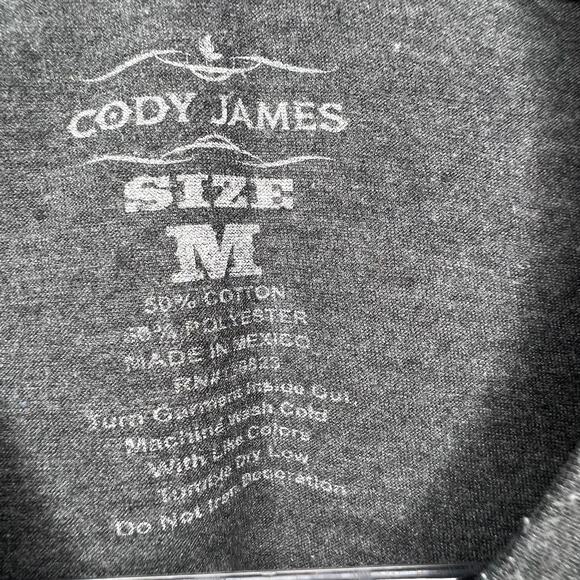 CODY JAMES
SIZE
M
50% COTTON
50% POLYESTER
MADE IN MEXICO
Turn Garment Inside Out
Machine Wash Cold
With Like Colors
Tumble Dry Low
Do Not Iron Decoration